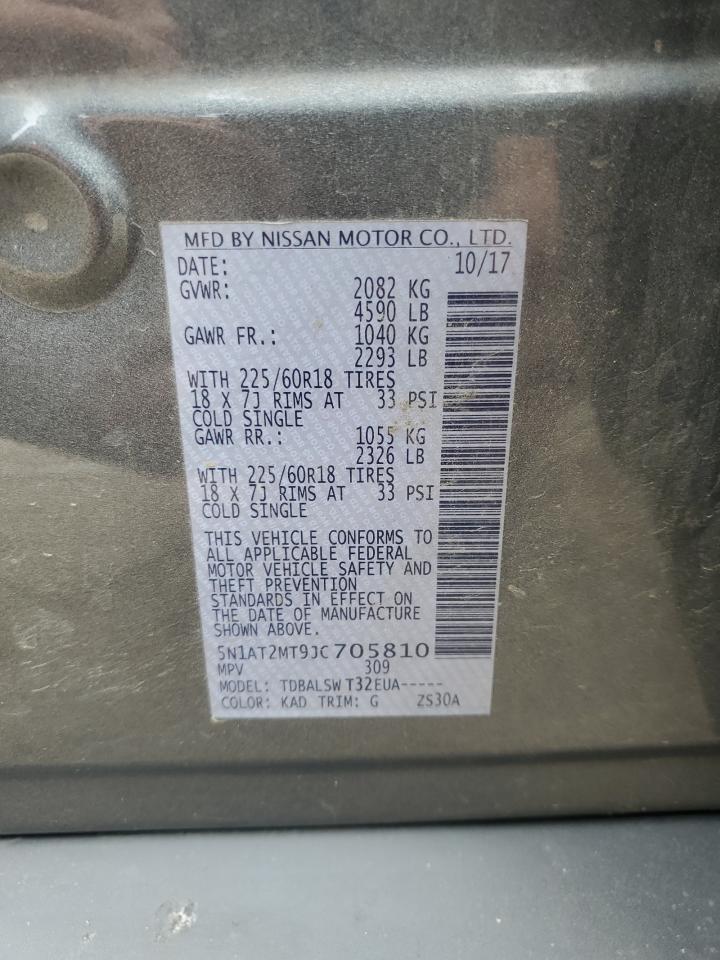 MFD BY NISSAN MOTOR CO., LTD.
DATE: 10/17
GVWR: 2082 KG
4590 LB
GAWR FR.: 1040 KG
2293 LB
WITH 225/60R18 TIRES
18 X 7J RIMS AT 33 PSI
COLD SINGLE
GAWR RR.: 1055 KG
2326 LB
WITH 225/60R18 TIRES
18 X 7J RIMS AT 33 PSI
COLD SINGLE
THIS VEHICLE CONFORMS TO
ALL APPLICABLE FEDERAL
MOTOR VEHICLE SAFETY AND
THEFT PREVENTION
STANDARDS IN EFFECT ON
THE DATE OF MANUFACTURE
SHOWN ABOVE.
5N1AT2MT9JC705810
MPV 309
MODEL: TDBALSW T32EUA-----
COLOR: KAD TRIM: G ZS30A